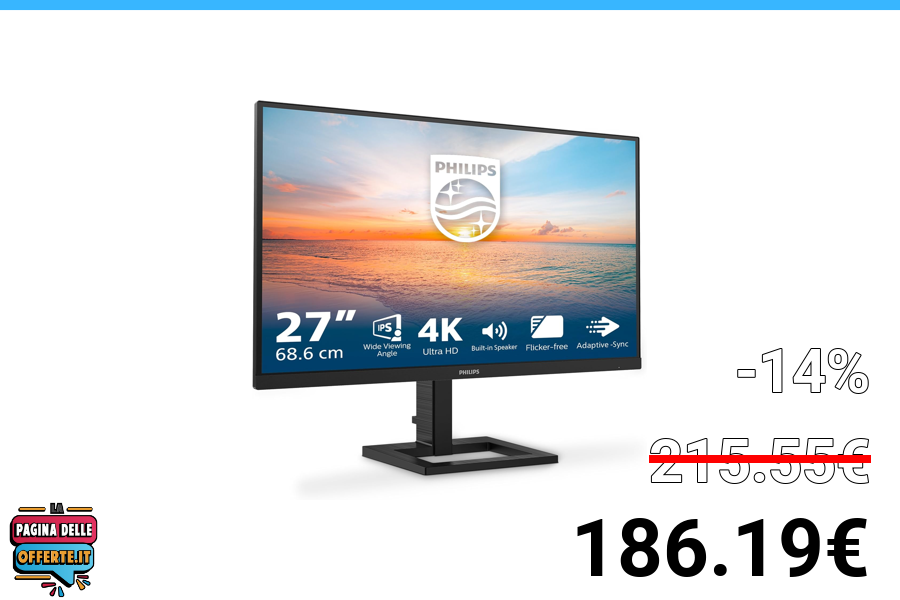 PHILIPS
27”
68.6 cm
IPS
Wide Viewing
Angle
4K
Ultra HD
Built-in Speaker
Flicker-free
Adaptive -Sync
PHILIPS
-14%
215.55€
186.19€
LA
PAGINA DELLE
OFFERTE.IT